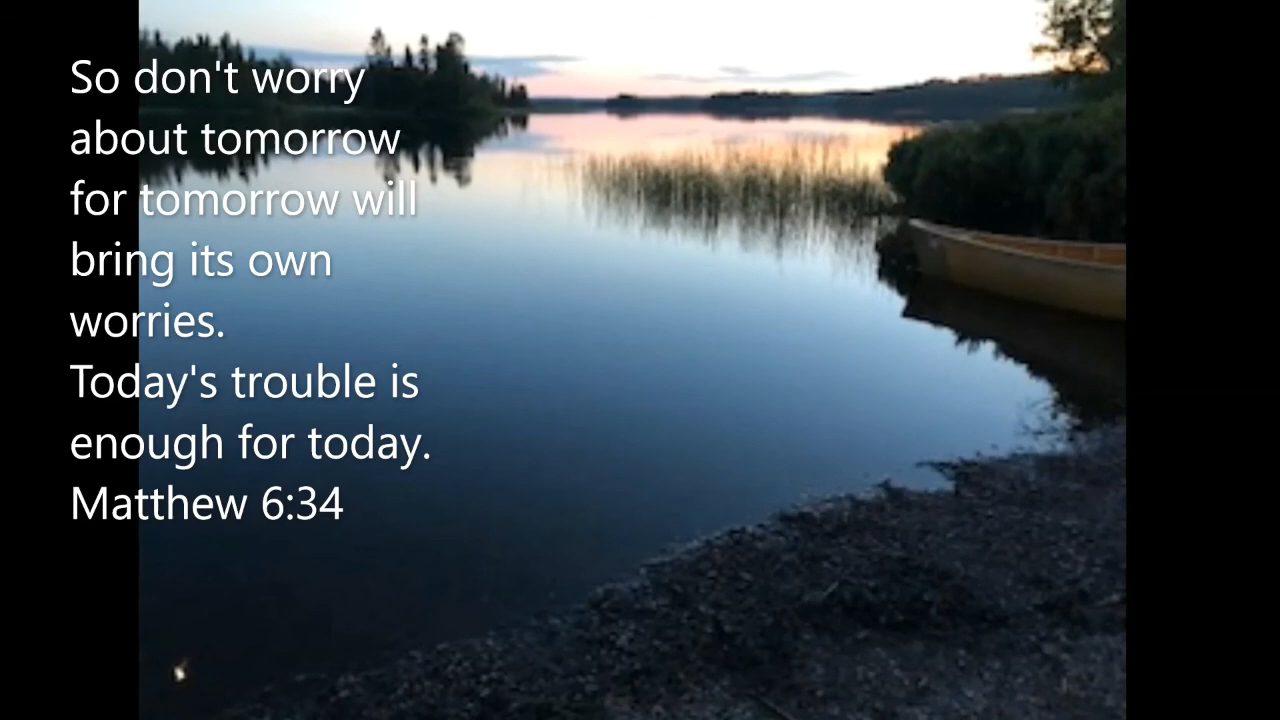 So don't worry
about tomorrow
for tomorrow will
bring its own
worries.
Today's trouble is
enough for today.
Matthew 6:34